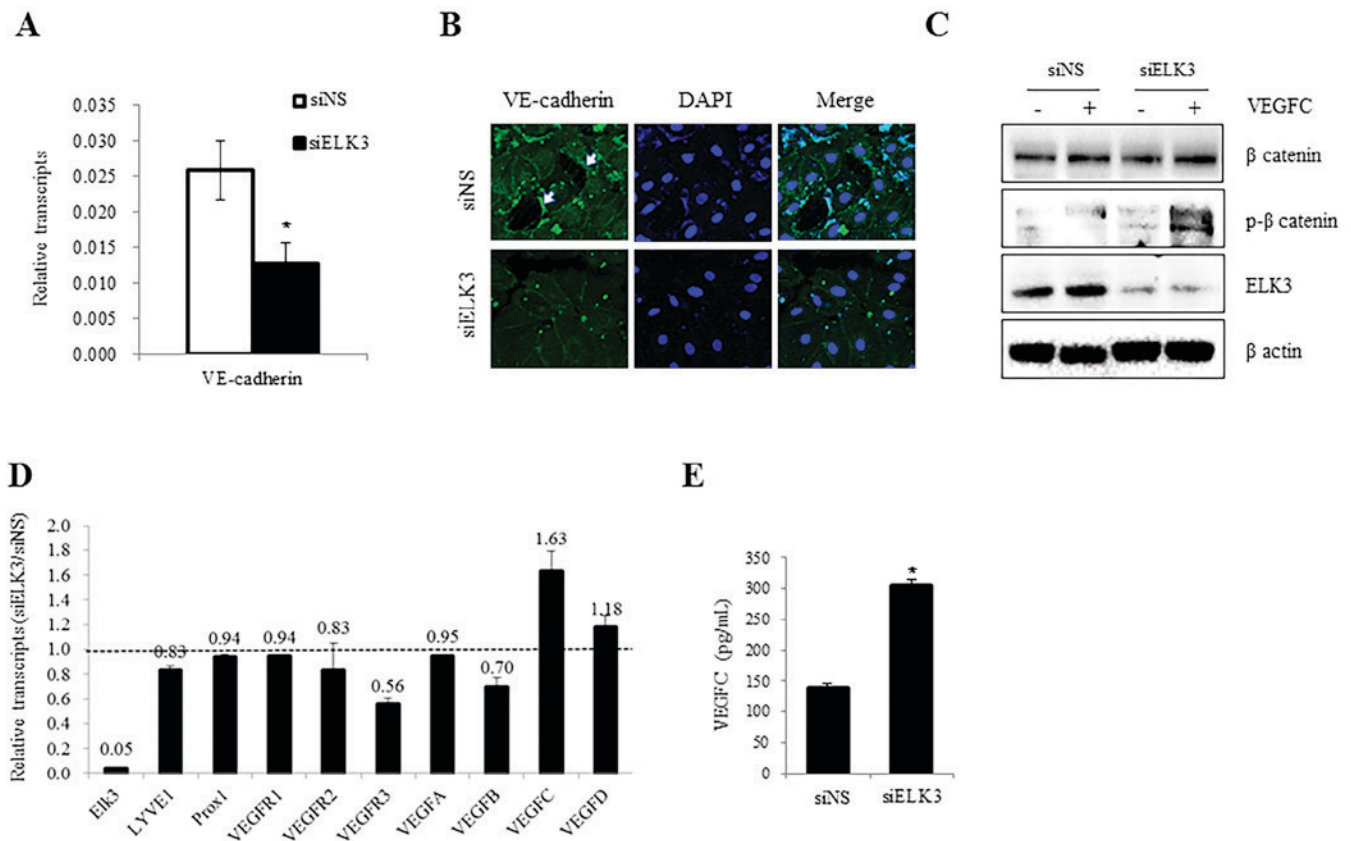 A
siNS
siELK3
Relative transcripts
0.035
0.030
0.025
0.020
0.015
0.010
0.005
0.000
*
VE-cadherin
B
VE-cadherin DAPI Merge
siNS
siELK3
C
siNS siELK3
- + - + VEGFC
β catenin
p-β catenin
ELK3
β actin
D
Relative transcripts (siELK3/siNS)
2.0
1.8
1.6
1.4
1.2
1.0
0.8
0.6
0.4
0.2
0.0
0.05 0.83 0.94 0.94 0.83 0.56 0.95 0.70 1.63 1.18
Elk3 LYVE1 Prox1 VEGFR1 VEGFR2 VEGFR3 VEGFA VEGFB VEGFC VEGFD
E
VEGFC (pg/mL)
350
300
250
200
150
100
50
0
*
siNS siELK3